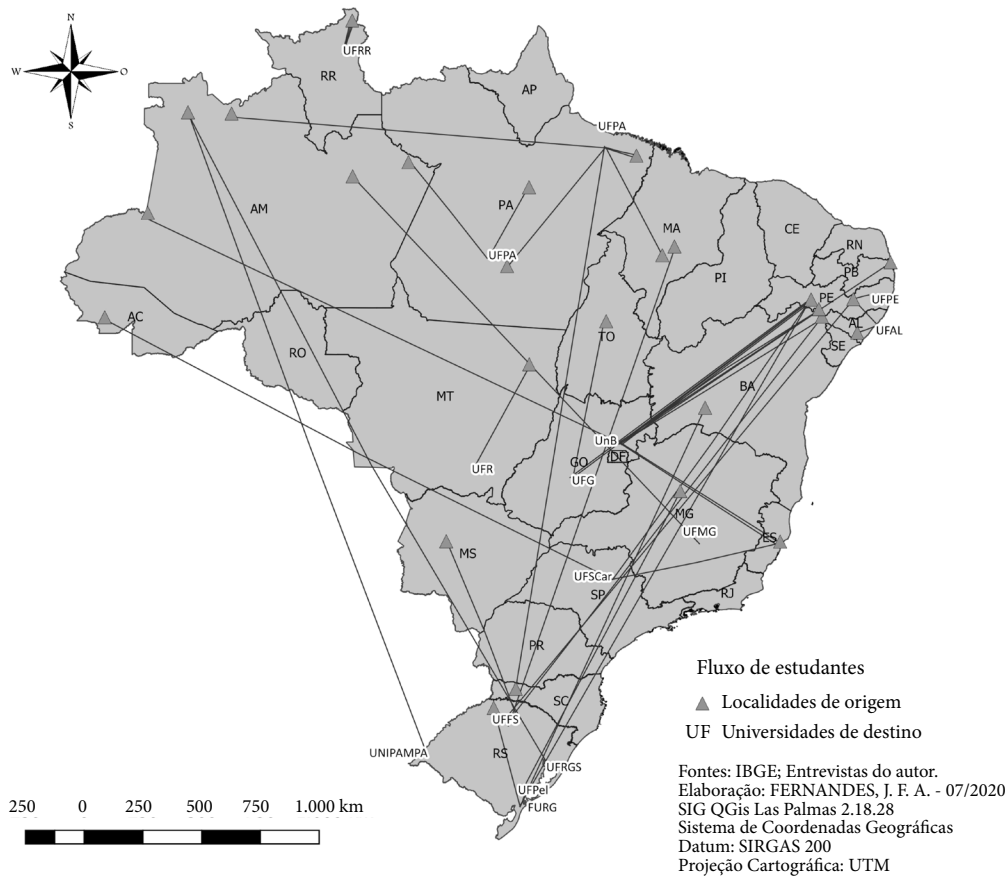 N
W
O
S
UFRR
RR
AP
UFPA
AM
PA
UFPA
MA
CE
RN
PB
PI
PE
UFPE
AL
UFAL
SE
AC
RO
TO
MT
BA
UnB
DF
GO
UFG
UFR
MG
UFMG
ES
MS
UFSCar
SP
RJ
PR
SC
UFFS
RS
UNIPAMPA
UFRGS
UFPel
FURG
250 0 250 500 750 1.000 km
Fluxo de estudantes
Localidades de origem
UF Universidades de destino
Fontes: IBGE; Entrevistas do autor.
Elaboração: FERNANDES, J. F. A. - 07/2020
SIG QGis Las Palmas 2.18.28
Sistema de Coordenadas Geográficas
Datum: SIRGAS 200
Projeção Cartográfica: UTM